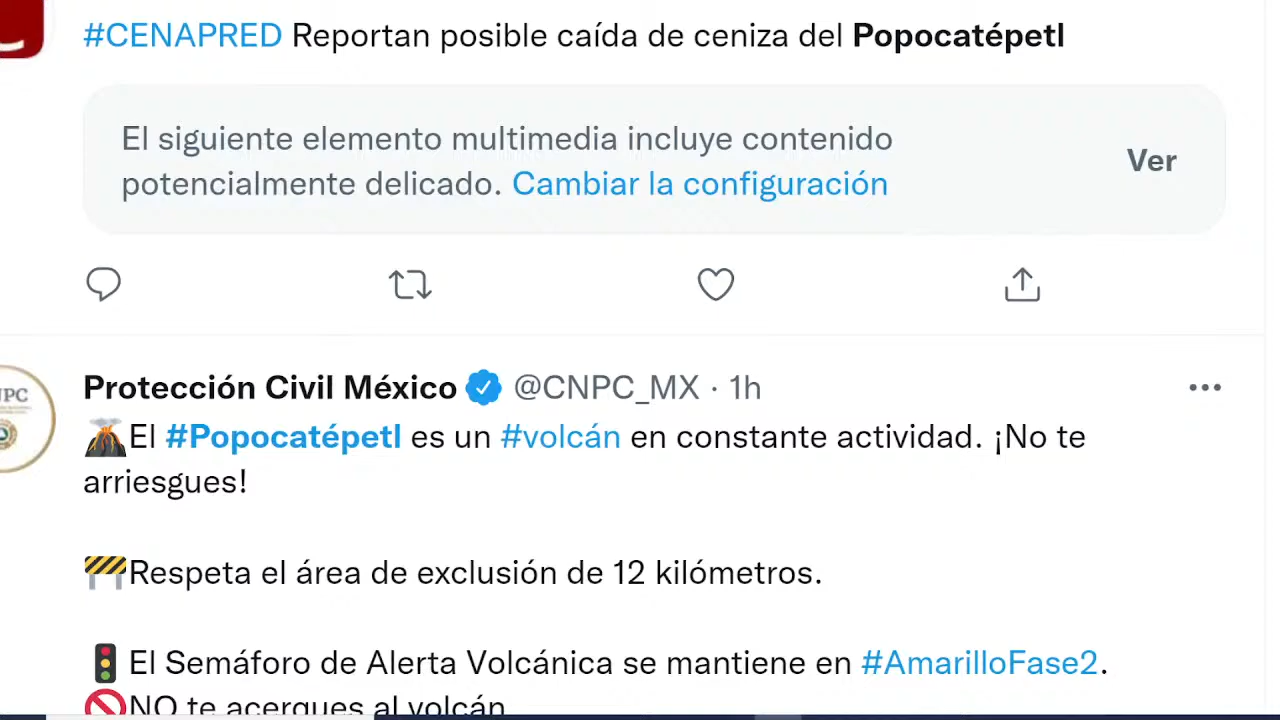 #CENAPRED Reportan posible caída de ceniza del Popocatépetl
El siguiente elemento multimedia incluye contenido
potencialmente delicado. Cambiar la configuración
Ver
Protección Civil México @CNPC_MX · 1h
El #Popocatépetl es un #volcán en constante actividad. ¡No te
arriesgues!
Respeta el área de exclusión de 12 kilómetros.
El Semáforo de Alerta Volcánica se mantiene en #AmarilloFase2.
NO te acerques al volcán